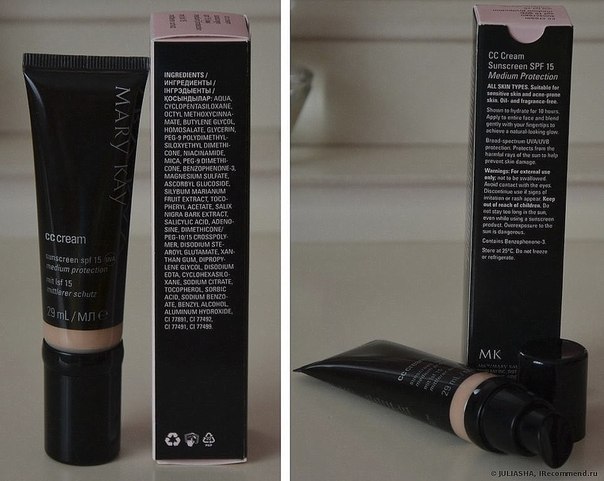 MARY KAY
cc cream
sunscreen spf 15
medium protection
mit lsf 15
mittlerer schutz
29 mL / МЛ e
INGREDIENTS /
ИНГРЕДИЕНТЫ /
ІНГРЭДЫЕНТЫ /
ҚОСЫНДЫЛАР: AQUA,
CYCLOPENTASILOXANE,
OCTYL METHOXYCINNA-
MATE, BUTYLENE GLYCOL,
HOMOSALATE, GLYCERIN,
PEG-9 POLYDIMETHYL-
SILOXYETHYL DIMETHI-
CONE, NIACINAMIDE,
MICA, PEG-9 DIMETHI-
CONE, BENZOPHENONE-3,
MAGNESIUM SULFATE,
ASCORBYL GLUCOSIDE,
SILYBUM MARIANUM
FRUIT EXTRACT, TOCO-
PHERYL ACETATE, SALIX
NIGRA BARK EXTRACT,
SALICYLIC ACID, ADENO-
SINE, DIMETHICONE/
PEG-10/15 CROSSPOLY-
MER, DISODIUM STE-
AROYL GLUTAMATE, XAN-
THAN GUM, DIPROPY-
LENE GLYCOL, DISODIUM
EDTA, CYCLOHEXASILO-
XANE, SODIUM CITRATE,
TOCOPHEROL, SORBIC
ACID, SODIUM BENZO-
ATE, BENZYL ALCOHOL,
ALUMINUM HYDROXIDE,
CI 77891, CI 77492,
CI 77491, CI 77499.
CC Cream
Sunscreen SPF 15
Medium Protection
ALL SKIN TYPES. Suitable for
sensitive skin and acne-prone
skin. Oil- and fragrance-free.
Shown to hydrate for 10 hours.
Apply to entire face and blend
gently with your fingertips to
achieve a natural-looking glow.
Broad-spectrum UVA/UVB
protection. Protects from the
harmful rays of the sun to help
prevent skin damage.
Warnings: For external use
only; not to be swallowed.
Avoid contact with the eyes.
Discontinue use if signs of
irritation or rash appear. Keep
out of reach of children. Do
not stay too long in the sun,
even while using a sunscreen
product. Overexposure to the
sun is dangerous.
Contains Benzophenone-3.
Store at 25°C. Do not freeze
or refrigerate.
MK
cc cream
29 mL
© JULIASHA, IRecommend.ru